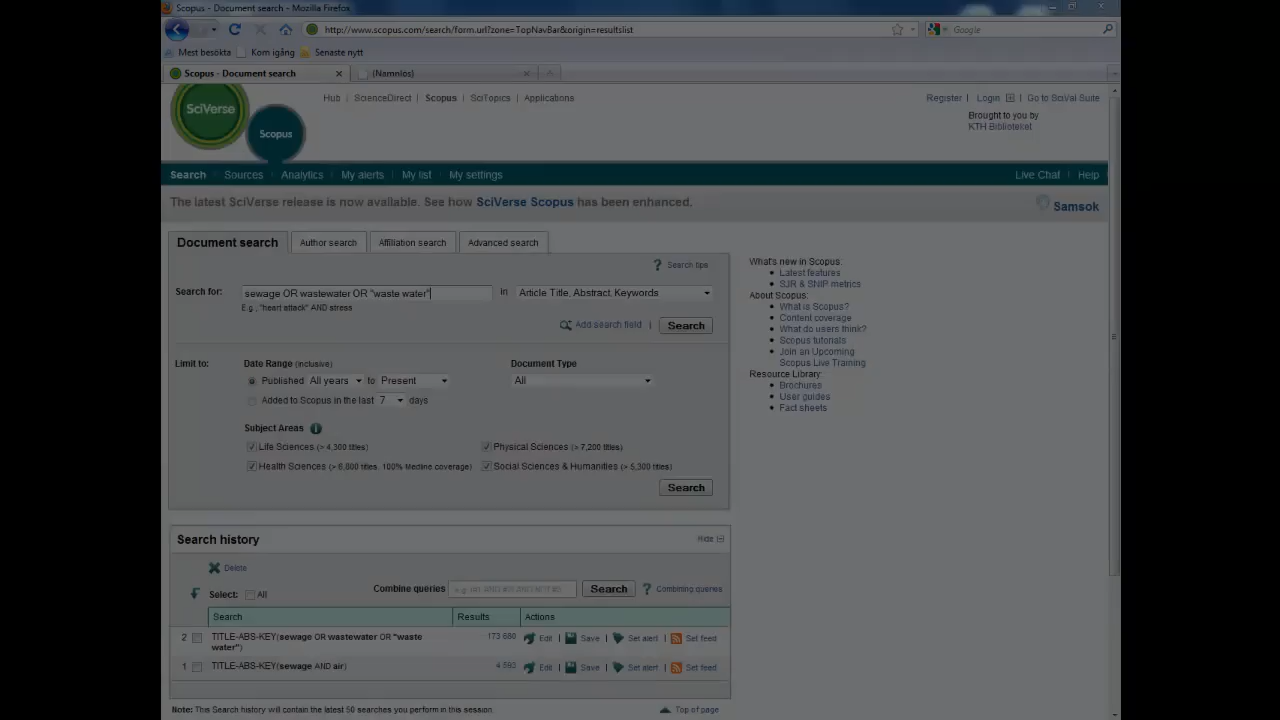 Scopus - Document search - Mozilla Firefox
http://www.scopus.com/search/form.url?zone=TopNavBar&origin=resultslist
Google
Mest besökta Kom igång Senaste nytt
Scopus - Document search (Namnlös)
SciVerse
Scopus
Hub | ScienceDirect | Scopus | SciTopics | Applications
Register | Login | Go to SciVal Suite
Brought to you by
KTH Biblioteket
Search Sources Analytics My alerts My list My settings
Live Chat Help
The latest SciVerse release is now available. See how SciVerse Scopus has been enhanced.
Samsok
Document search Author search Affiliation search Advanced search
? Search tips
Search for: sewage OR wastewater OR "waste water" in Article Title, Abstract, Keywords
E.g., "heart attack" AND stress
Add search field | Search
Limit to: Date Range (inclusive) Document Type
Published All years to Present All
Added to Scopus in the last 7 days
Subject Areas
Life Sciences (> 4,300 titles) Physical Sciences (> 7,200 titles)
Health Sciences (> 6,800 titles. 100% Medline coverage) Social Sciences & Humanities (> 5,300 titles)
Search
What's new in Scopus:
Latest features
SJR & SNIP metrics
About Scopus:
What is Scopus?
Content coverage
What do users think?
Scopus tutorials
Join an Upcoming
Scopus Live Training
Resource Library:
Brochures
User guides
Fact sheets
Search history Hide
Delete
Combine queries Search ? Combining queries
Select: All
Search Results Actions
2 TITLE-ABS-KEY(sewage OR wastewater OR "waste water") 173 680 Edit | Save | Set alert | Set feed
1 TITLE-ABS-KEY(sewage AND air) Edit | Save | Set alert | Set feed
Note: This Search history will contain the latest 50 searches you perform in this session.
Top of page